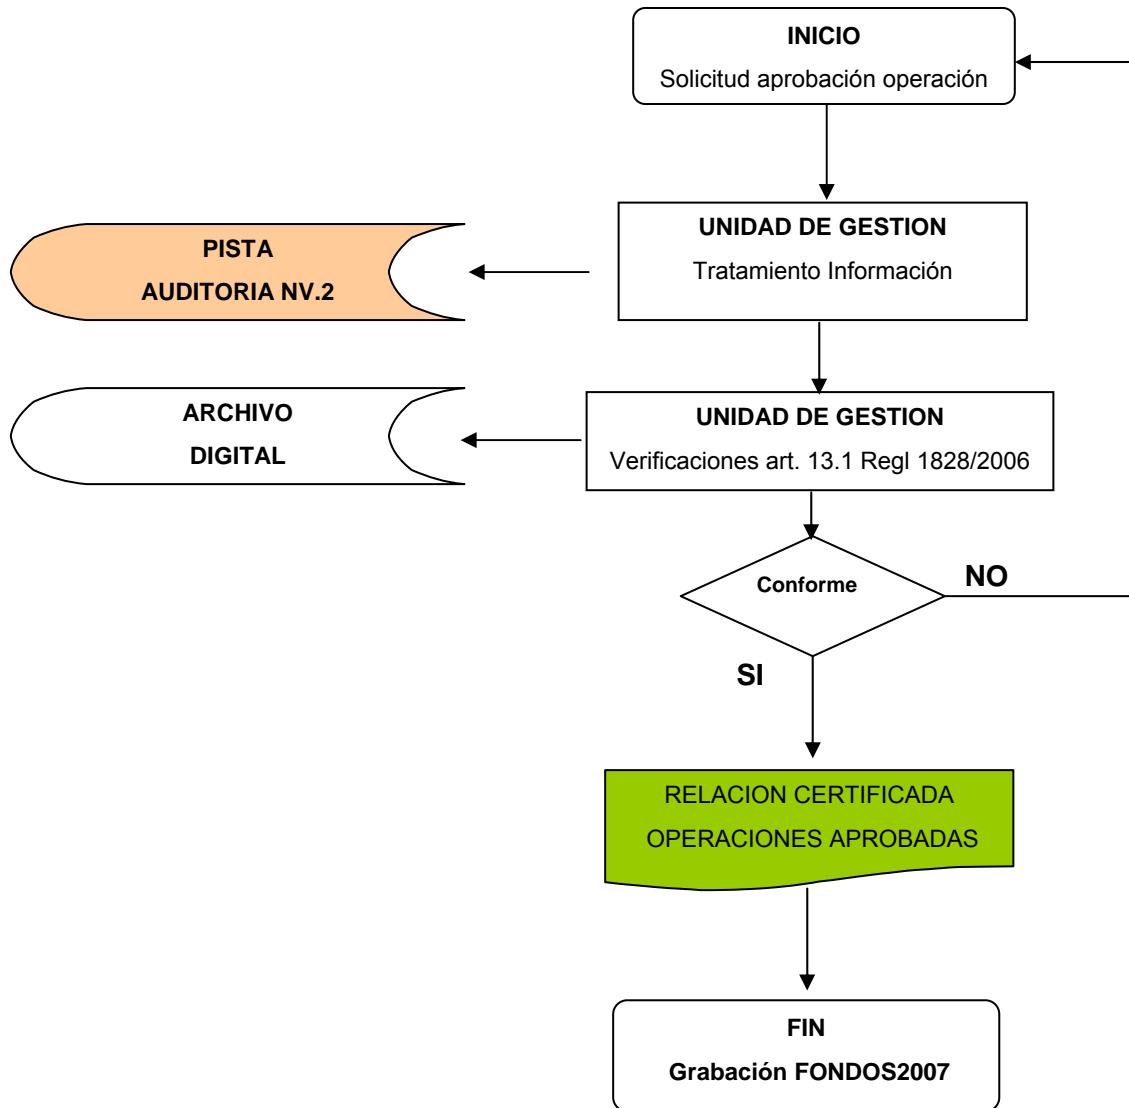 INICIO
Solicitud aprobación operación
UNIDAD DE GESTION
Tratamiento Información
PISTA
AUDITORIA NV.2
UNIDAD DE GESTION
Verificaciones art. 13.1 Regl 1828/2006
ARCHIVO
DIGITAL
Conforme
NO
SI
RELACION CERTIFICADA
OPERACIONES APROBADAS
FIN
Grabación FONDOS2007